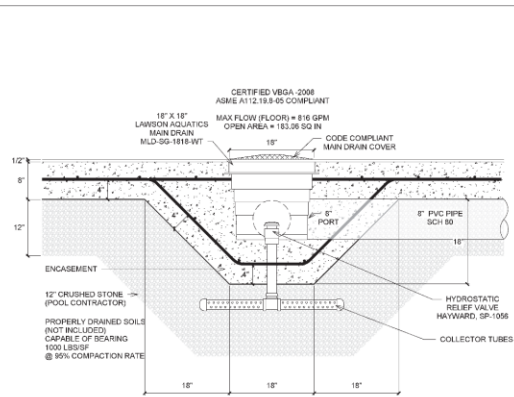 CERTIFIED VBGA -2008
ASME A112.19.8-05 COMPLIANT
18" X 18"
LAWSON AQUATICS
MAIN DRAIN
MLD-SG-1818-WT
MAX FLOW (FLOOR) = 816 GPM
OPEN AREA = 183.06 SQ IN
18"
CODE COMPLIANT
MAIN DRAIN COVER
1/2"
8"
4"
12"
4"
8"
PORT
8" PVC PIPE
SCH 80
16"
4"
ENCASEMENT
12" CRUSHED STONE
(POOL CONTRACTOR)
PROPERLY DRAINED SOILS
(NOT INCLUDED)
CAPABLE OF BEARING
1000 LBS/SF
@ 95% COMPACTION RATE
HYDROSTATIC
RELIEF VALVE
HAYWARD, SP-1056
COLLECTOR TUBES
18"
18"
18"